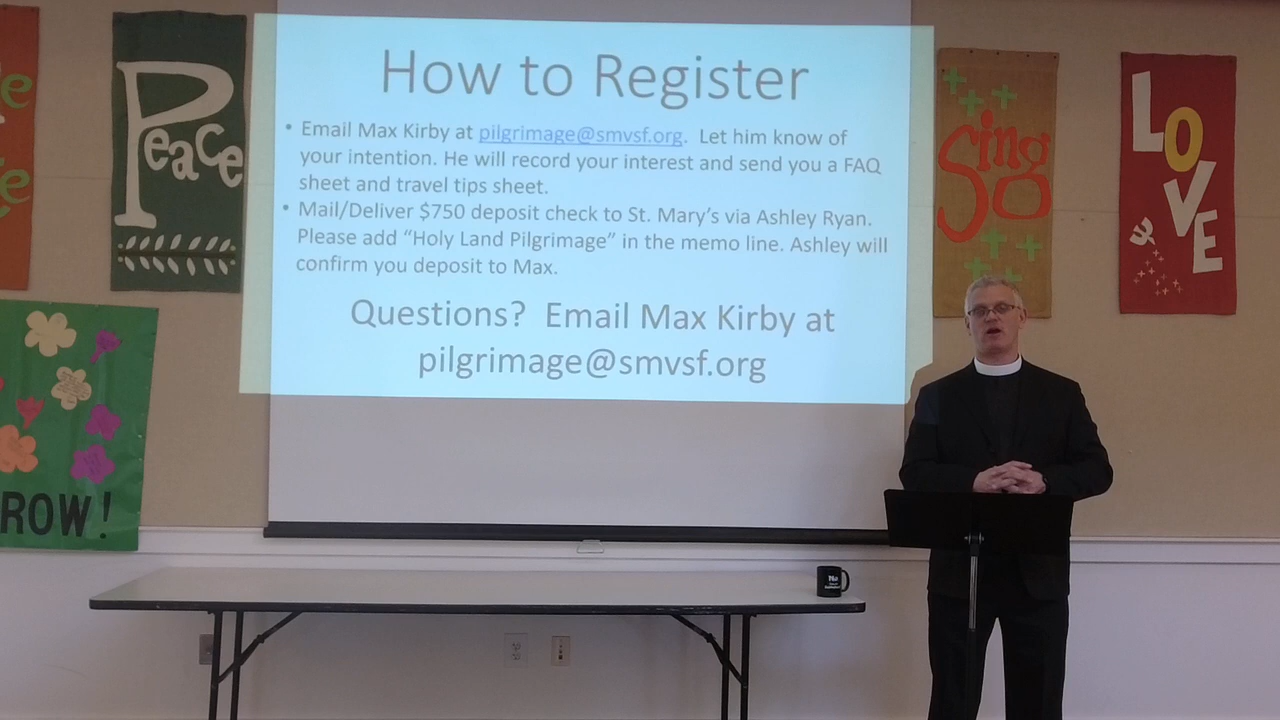 How to Register
• Email Max Kirby at pilgrimage@smvsf.org. Let him know of
your intention. He will record your interest and send you a FAQ
sheet and travel tips sheet.
• Mail/Deliver $750 deposit check to St. Mary's via Ashley Ryan.
Please add “Holy Land Pilgrimage” in the memo line. Ashley will
confirm you deposit to Max.
Questions? Email Max Kirby at
pilgrimage@smvsf.org
Peace
Sing
LOVE
ROW!
No